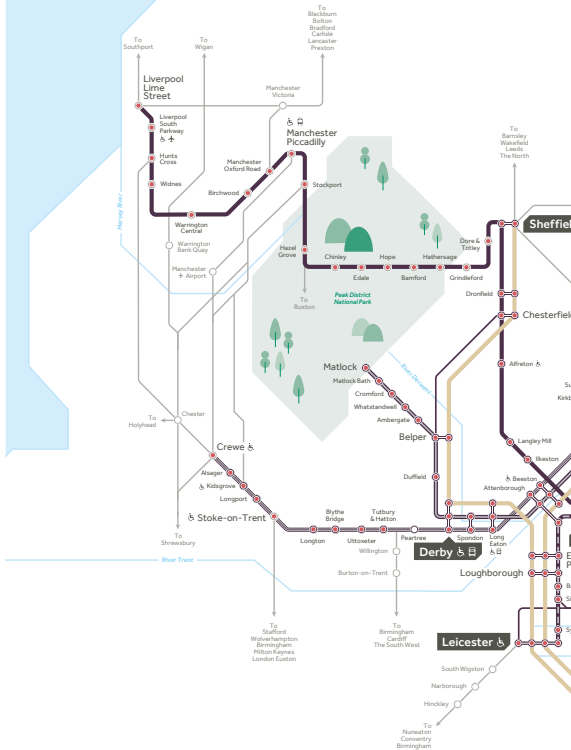 To
Blackburn
Bolton
Bradford
Carlisle
Lancaster
Preston
To
Southport
To
Wigan
Liverpool
Lime
Street
Manchester
Victoria
Liverpool
South
Parkway
Manchester
Piccadilly
To
Barnsley
Wakefield
Leeds
The North
Hunts
Cross
Manchester
Oxford Road
Widnes
Birchwood
Stockport
Mersey River
Warrington
Central
Sheffiel
Warrington
Bank Quay
Hazel
Grove
Chinley
Hope
Hathersage
Dore &
Totley
Manchester
Airport
Edale
Bamford
Grindleford
To
Buxton
Peak District
National Park
Dronfield
Chesterfield
Matlock
Matlock Bath
Cromford
Whatstandwell
Ambergate
River Derwent
Alfreton
Su
Kirkb
To
Holyhead
Chester
Belper
Langley Mill
Crewe
Ilkeston
Alsager
Kidsgrove
Longport
Duffield
Beeston
Attenborough
Stoke-on-Trent
Blythe
Bridge
Tutbury
& Hatton
Longton
Uttoxeter
Peartree
Spondon
Long
Eaton
To
Shrewsbury
River Trent
Willington
Derby
E
P
Burton-on-Trent
Loughborough
B
Si
To
Stafford
Wolverhampton
Birmingham
Milton Keynes
London Euston
To
Birmingham
Cardiff
The South West
Leicester
Sy
South Wigston
Narborough
Hinckley
To
Nuneaton
Conventry
Birmingham